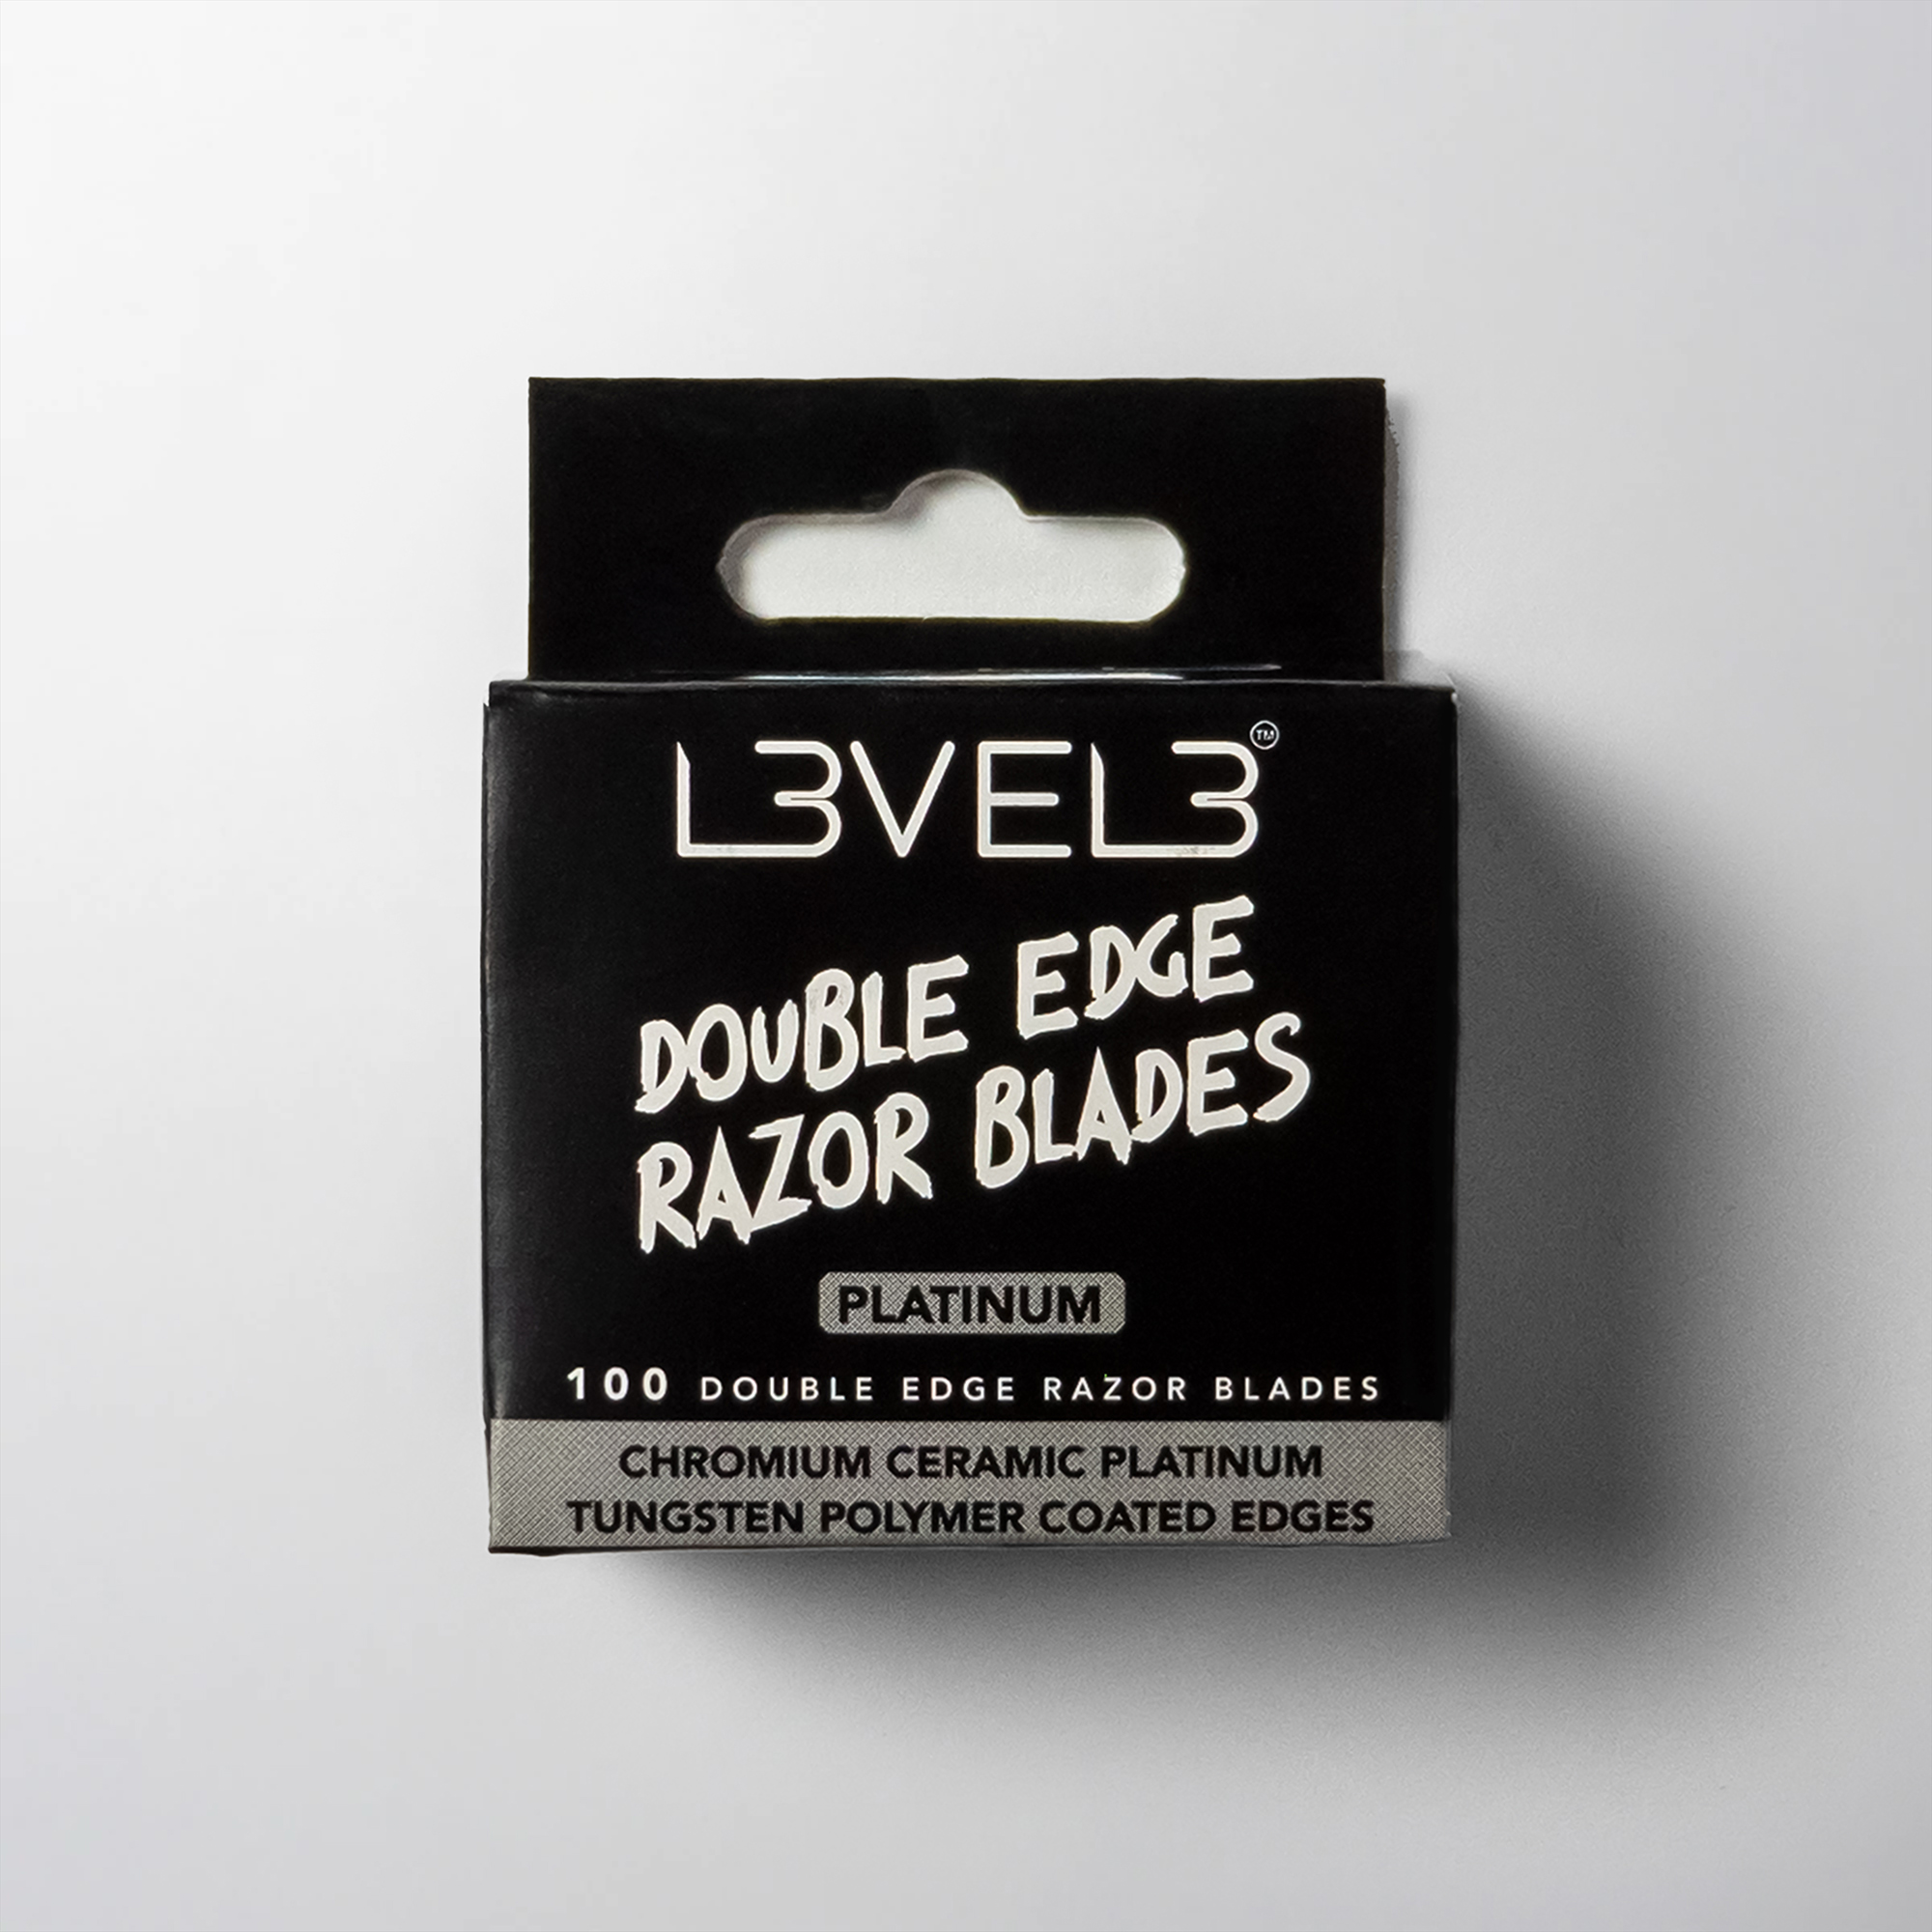 L3VEL3™
DOUBLE EDGE
RAZOR BLADES
PLATINUM
100 DOUBLE EDGE RAZOR BLADES
CHROMIUM CERAMIC PLATINUM
TUNGSTEN POLYMER COATED EDGES